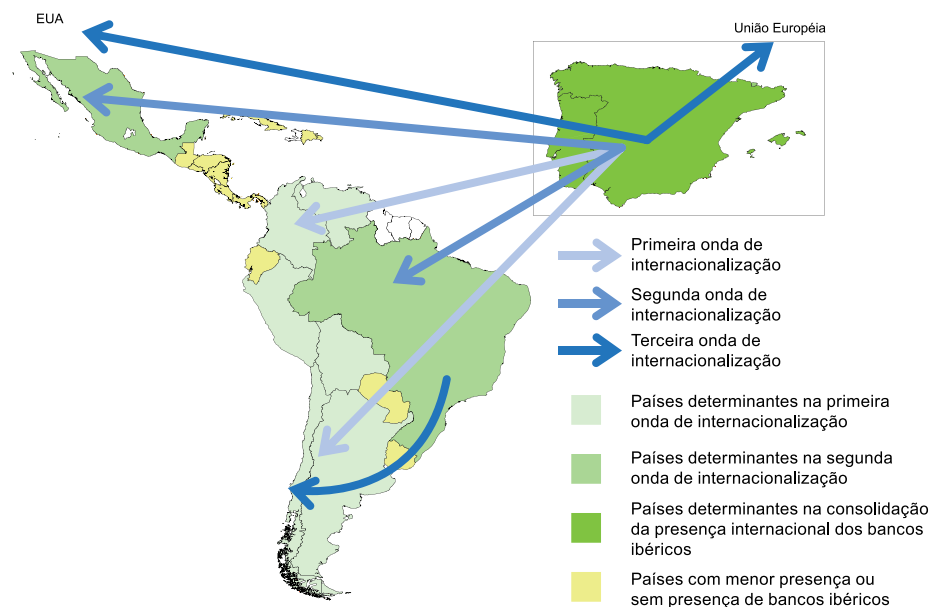 EUA
União Européia
Primeira onda de
internacionalização
Segunda onda de
internacionalização
Terceira onda de
internacionalização
Países determinantes na primeira
onda de internacionalização
Países determinantes na segunda
onda de internacionalização
Países determinantes na consolidação
da presença internacional dos bancos
ibéricos
Países com menor presença ou
sem presença de bancos ibéricos